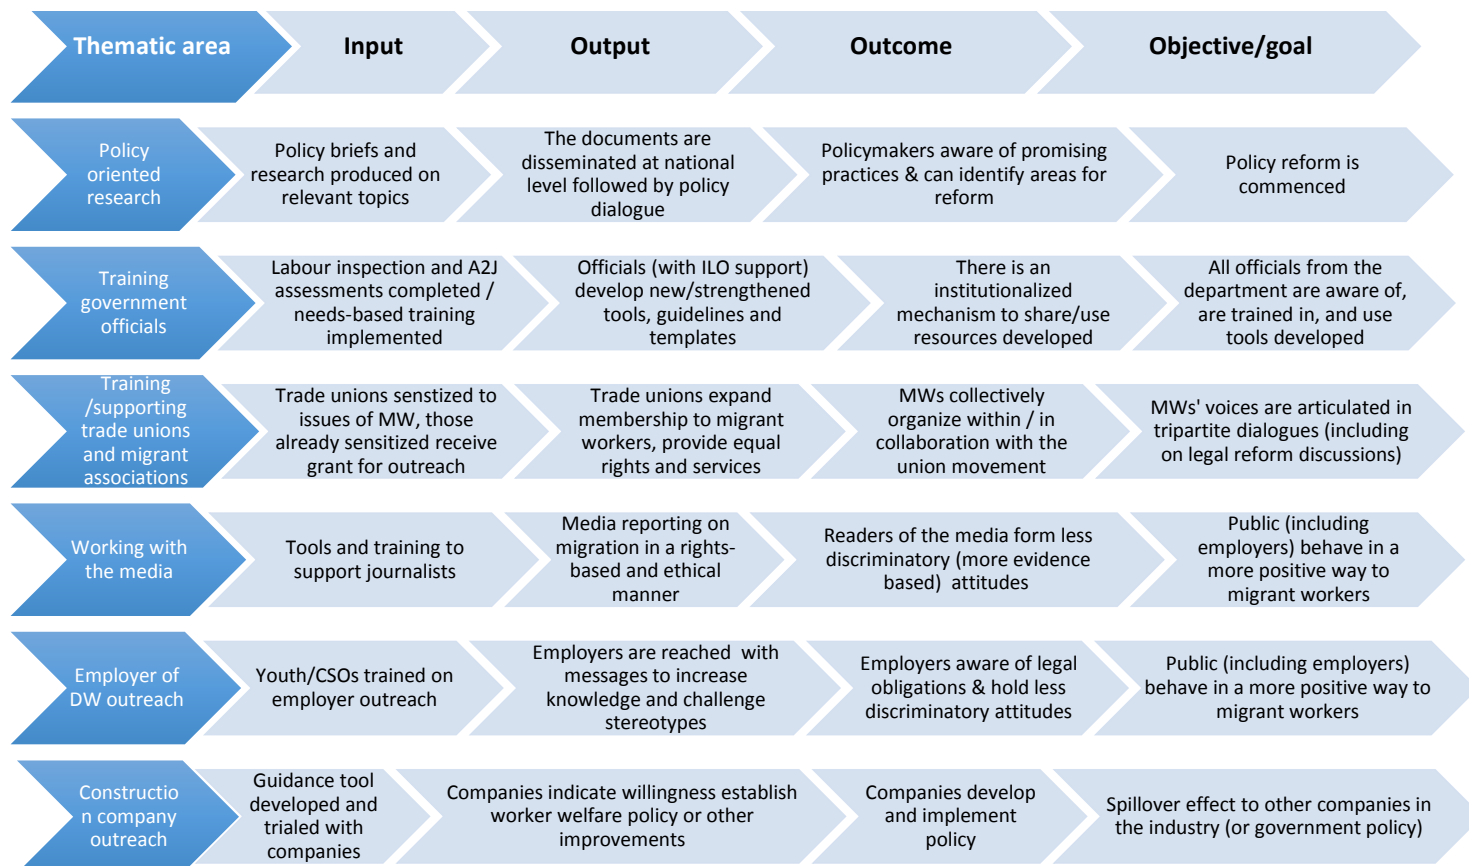 Thematic area
Input
Output
Outcome
Objective/goal
Policy
oriented
research
Policy briefs and
research produced on
relevant topics
The documents are
disseminated at national
level followed by policy
dialogue
Policymakers aware of promising
practices & can identify areas for
reform
Policy reform is
commenced
Training
government
officials
Labour inspection and A2J
assessments completed /
needs-based training
implemented
Officials (with ILO support)
develop new/strengthened
tools, guidelines and
templates
There is an
institutionalized
mechanism to share/use
resources developed
All officials from the
department are aware of,
are trained in, and use
tools developed
Training
/supporting
trade unions
and migrant
associations
Trade unions senstized to
issues of MW, those
already sensitized receive
grant for outreach
Trade unions expand
membership to migrant
workers, provide equal
rights and services
MWs collectively
organize within / in
collaboration with the
union movement
MWs' voices are articulated in
tripartite dialogues (including
on legal reform discussions)
Working with
the media
Tools and training to
support journalists
Media reporting on
migration in a rights-
based and ethical
manner
Readers of the media form less
discriminatory (more evidence
based)  attitudes
Public (including
employers) behave in a
more positive way to
migrant workers
Employer of
DW outreach
Youth/CSOs trained on
employer outreach
Employers are reached  with
messages to increase
knowledge and challenge
stereotypes
Employers aware of legal
obligations & hold less
discriminatory attitudes
Public (including employers)
behave in a more positive way to
migrant workers
Constructio
n company
outreach
Guidance tool
developed and
trialed with
companies
Companies indicate willingness establish
worker welfare policy or other
improvements
Companies develop
and implement
policy
Spillover effect to other companies in
the industry (or government policy)